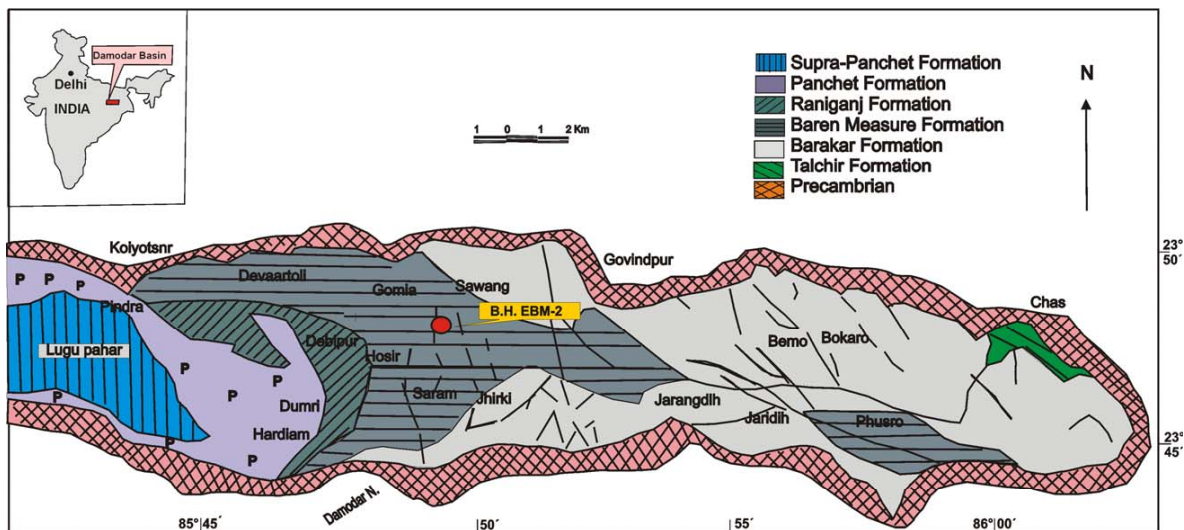 Damodar Basin
Delhi
INDIA
1 0 1 2 Km
Supra-Panchet Formation
Panchet Formation
Raniganj Formation
Baren Measure Formation
Barakar Formation
Talchir Formation
Precambrian
N
Koiyotsnr
Devaartoli
Gomia
Sawang
Govindpur
23°
50´
Chas
P P P
Pindra
B.H. EBM-2
Lugu pahar
Debipur
Hosir
Bemo
Bokaro
P
P
P
P
Dumri
Saram
Jhirki
Jarangdih
Jaridih
Phusro
Hardiam
P
P
23°
45´
Damodar N.
85° 45´
50´
55´
86° 00´